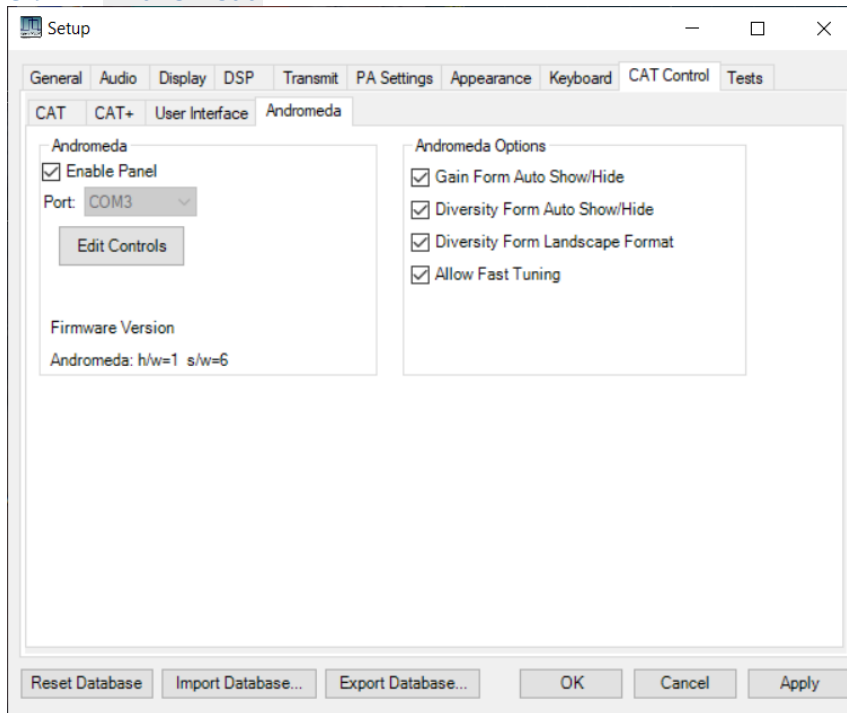 Setup
General Audio Display DSP Transmit PA Settings Appearance Keyboard CAT Control Tests
CAT CAT+ User Interface Andromeda
Andromeda
Enable Panel
Port: COM3
Edit Controls
Firmware Version
Andromeda: h/w=1 s/w=6
Andromeda Options
Gain Form Auto Show/Hide
Diversity Form Auto Show/Hide
Diversity Form Landscape Format
Allow Fast Tuning
Reset Database Import Database... Export Database... OK Cancel Apply